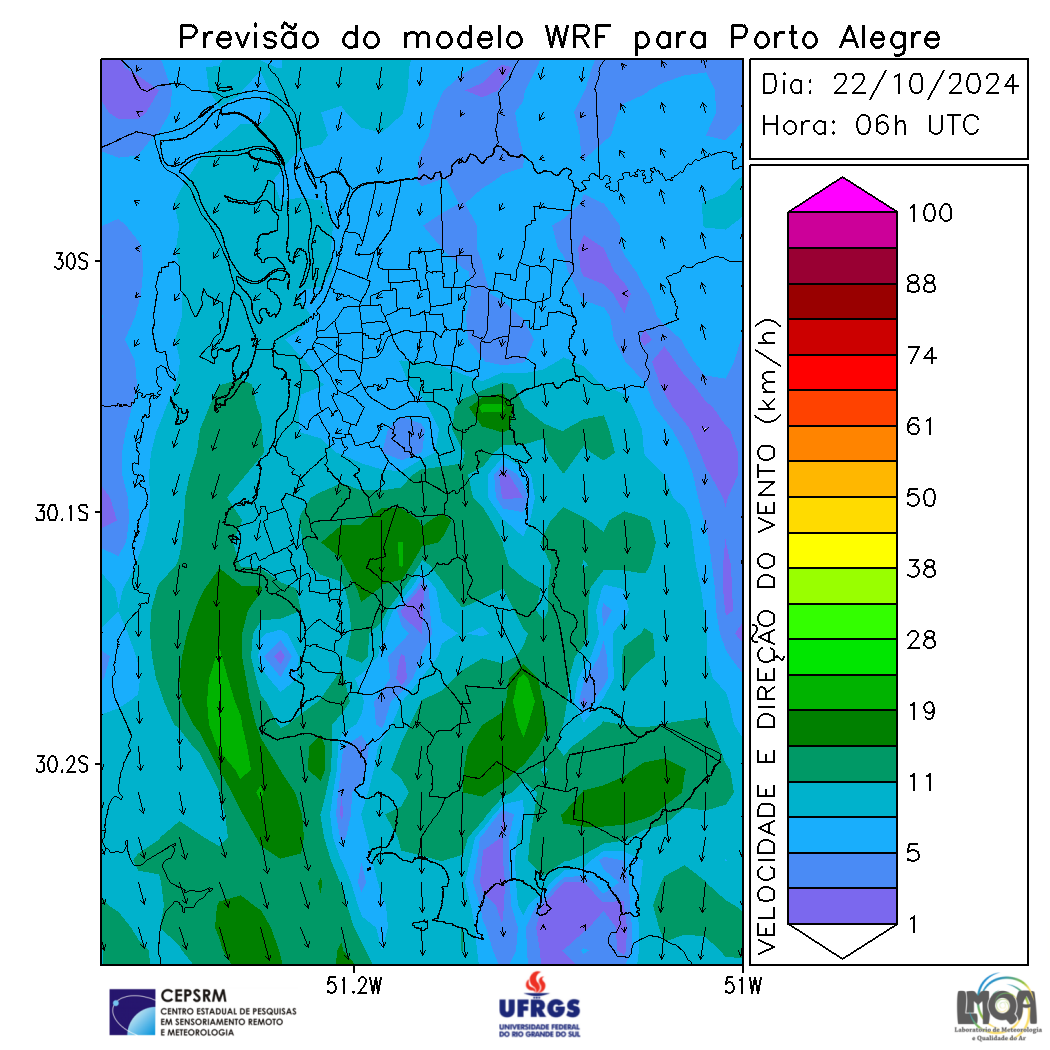 Previsão do modelo WRF para Porto Alegre
Dia: 22/10/2024
Hora: 06h UTC
30S
30.1S
30.2S
51.2W
51W
VELOCIDADE E DIREÇÃO DO VENTO (km/h)
100
88
74
61
50
38
28
19
11
5
1
CEPSRM
CENTRO ESTADUAL DE PESQUISAS
EM SENSORIAMENTO REMOTO
E METEOROLOGIA
UFRGS
UNIVERSIDADE FEDERAL
DO RIO GRANDE DO SUL
LMQA
Laboratório de Meteorologia
e Qualidade do Ar